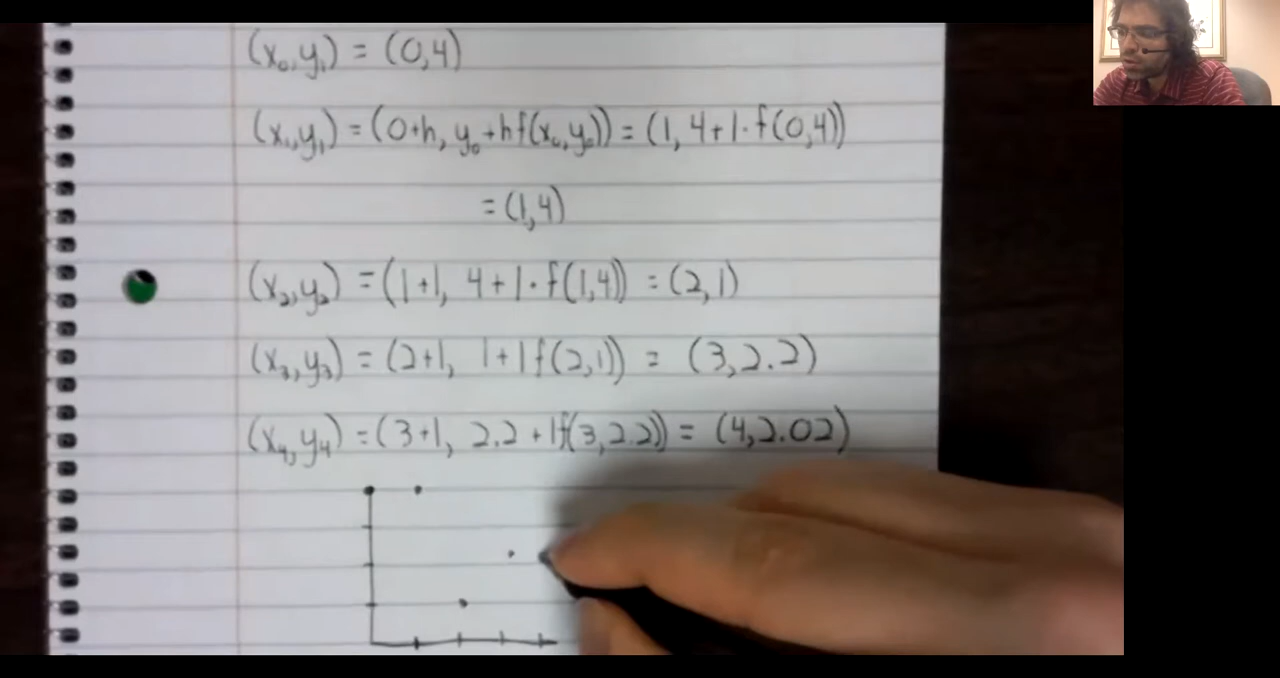 (x₀,y₁) = (0,4)
(x₁,y₁) = (0+h, y₀+hf(x₀,y₀)) = (1, 4+1·f(0,4))
= (1,4)
(x₂,y₂) = (1+1, 4+1·f(1,4)) = (2,1)
(x₃,y₃) = (2+1, 1+1f(2,1)) = (3,2.2)
(x₄,y₄) = (3+1, 2.2+1f(3,2.2)) = (4,2.02)